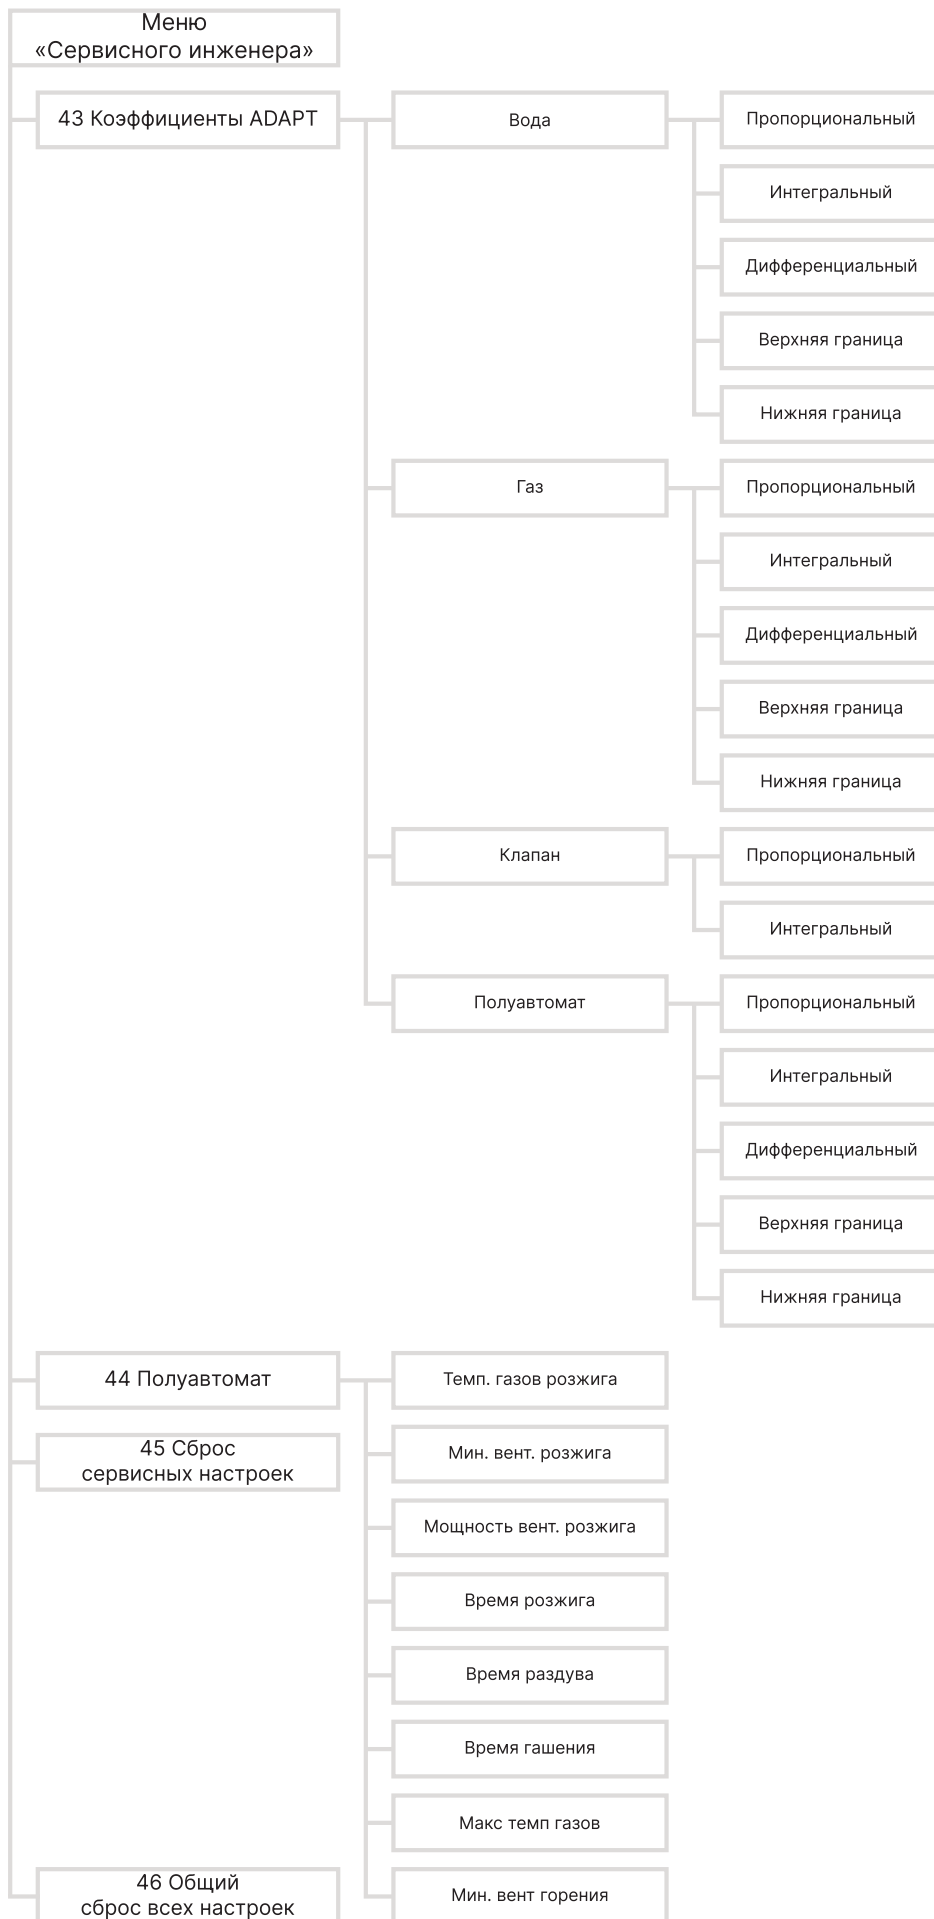 Меню
«Сервисного инженера»
43 Коэффициенты ADAPT
Вода
Пропорциональный
Интегральный
Дифференциальный
Верхняя граница
Нижняя граница
Газ
Пропорциональный
Интегральный
Дифференциальный
Верхняя граница
Нижняя граница
Клапан
Пропорциональный
Интегральный
Полуавтомат
Пропорциональный
Интегральный
Дифференциальный
Верхняя граница
Нижняя граница
44 Полуавтомат
Темп. газов розжига
Мин. вент. розжига
Мощность вент. розжига
Время розжига
Время раздува
Время гашения
Макс темп газов
Мин. вент горения
45 Сброс
сервисных настроек
46 Общий
сброс всех настроек